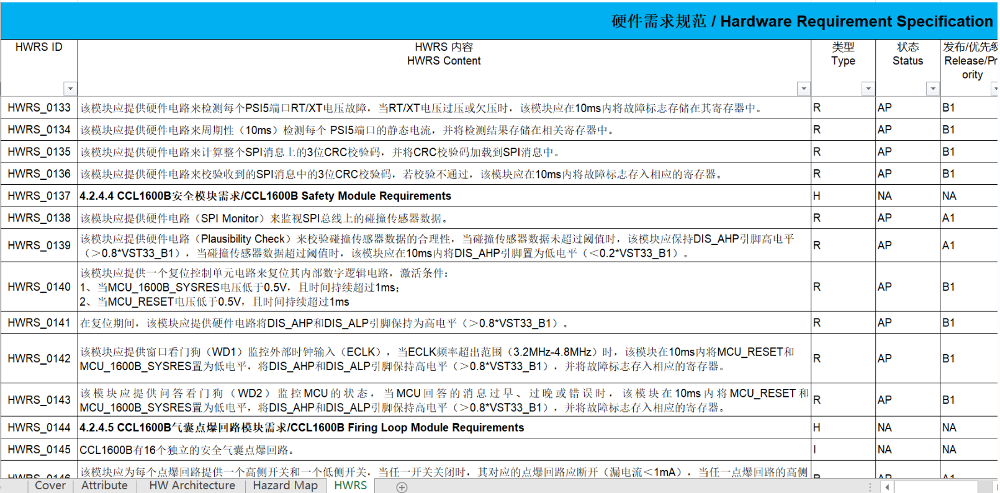 硬件需求规范 / Hardware Requirement Specification
HWRS ID
HWRS 内容
HWRS Content
类型
Type
状态
Status
发布/优先级
Release/Pr
ority
HWRS_0133 该模块应提供硬件电路来检测每个PSI5端口RT/XT电压故障，当RT/XT电压过压或欠压时，该模块应在10ms内将故障标志存储在其寄存器中。 R AP B1
HWRS_0134 该模块应提供硬件电路来周期性（10ms）检测每个 PSI5端口的静态电流，并将检测结果存储在相关寄存器中。 R AP B1
HWRS_0135 该模块应提供硬件电路来计算整个SPI消息上的3位CRC校验码，并将CRC校验码加载到SPI消息中。 R AP B1
HWRS_0136 该模块应提供硬件电路来校验收到的SPI消息中的3位CRC校验码，若校验不通过，该模块应在10ms内将故障标志存入相应的寄存器。 R AP B1
HWRS_0137 4.2.4.4 CCL1600B安全模块需求/CCL1600B Safety Module Requirements H NA NA
HWRS_0138 该模块应提供硬件电路（SPI Monitor）来监视SPI总线上的碰撞传感器数据。 R AP A1
HWRS_0139 该模块应提供硬件电路（Plausibility Check）来校验碰撞传感器数据的合理性，当碰撞传感器数据未超过阈值时，该模块应保持DIS_AHP引脚高电平
（＞0.8*VST33_B1），当碰撞传感器数据超过阈值时，该模块应在10ms内将DIS_AHP引脚置为低电平（＜0.2*VST33_B1）。 R AP A1
HWRS_0140 该模块应提供一个复位控制单元电路来复位其内部数字逻辑电路，激活条件：
1、当MCU_1600B_SYSRES电压低于0.5V，且时间持续超过1ms；
2、当MCU_RESET电压低于0.5V，且时间持续超过1ms R AP B1
HWRS_0141 在复位期间，该模块应提供硬件电路将DIS_AHP和DIS_ALP引脚保持为高电平（＞0.8*VST33_B1）。 R AP B1
HWRS_0142 该模块应提供窗口看门狗（WD1）监控外部时钟输入（ECLK），当ECLK频率超出范围（3.2MHz-4.8MHz）时，该模块在10ms内将MCU_RESET和
MCU_1600B_SYSRES置为低电平，将DIS_AHP和DIS_ALP引脚保持高电平（＞0.8*VST33_B1），并将故障标志存入相应的寄存器。 R AP B1
HWRS_0143 该模块应提供问答看门狗（WD2）监控MCU的状态，当MCU回答的消息过早、过晚或错误时，该模块在10ms内将MCU_RESET和
MCU_1600B_SYSRES置为低电平，将DIS_AHP和DIS_ALP引脚保持高电平（＞0.8*VST33_B1），并将故障标志存入相应的寄存器。 R AP B1
HWRS_0144 4.2.4.5 CCL1600B气囊点爆回路模块需求/CCL1600B Firing Loop Module Requirements H NA NA
HWRS_0145 CCL1600B有16个独立的安全气囊点爆回路。 I NA NA
HWRS_0146 该模块应为每个点爆回路提供一个高侧开关和一个低侧开关，当任一开关关闭时，其对应的点爆回路应断开（漏电流＜1mA），当任一点爆回路的高侧 R AP A1
Cover Attribute HW Architecture Hazard Map HWRS